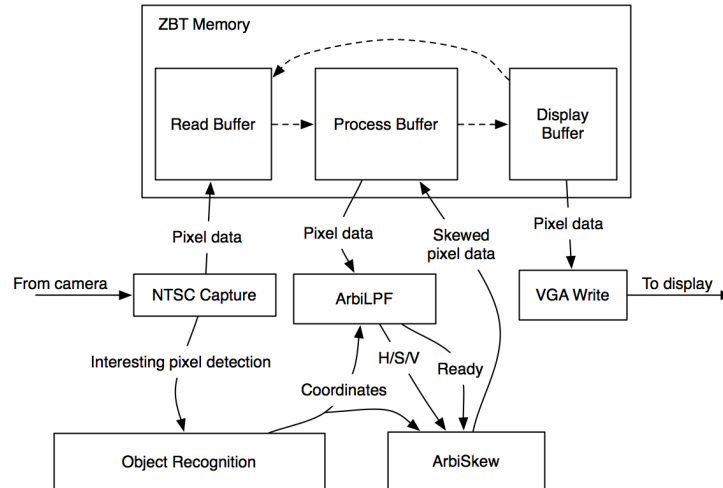 ZBT Memory
Read Buffer
Process Buffer
Display
Buffer
Pixel data
Pixel data
Skewed
pixel data
Pixel data
From camera
NTSC Capture
ArbiLPF
VGA Write
To display
Interesting pixel detection
H/S/V
Ready
Coordinates
Object Recognition
ArbiSkew